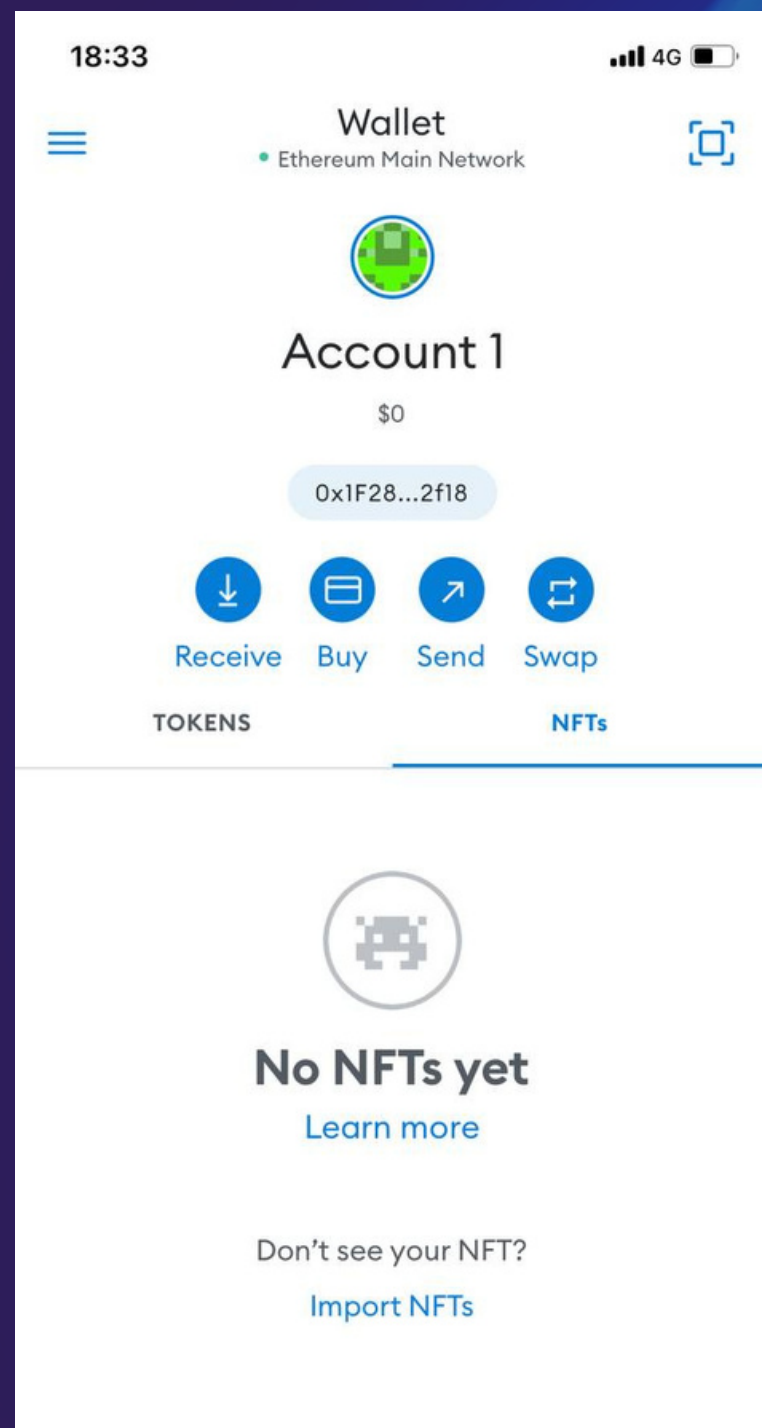 18:33
4G
Wallet
Ethereum Main Network
Account 1
$0
0x1F28...2f18
Receive Buy Send Swap
TOKENS NFTs
No NFTs yet
Learn more
Don't see your NFT?
Import NFTs